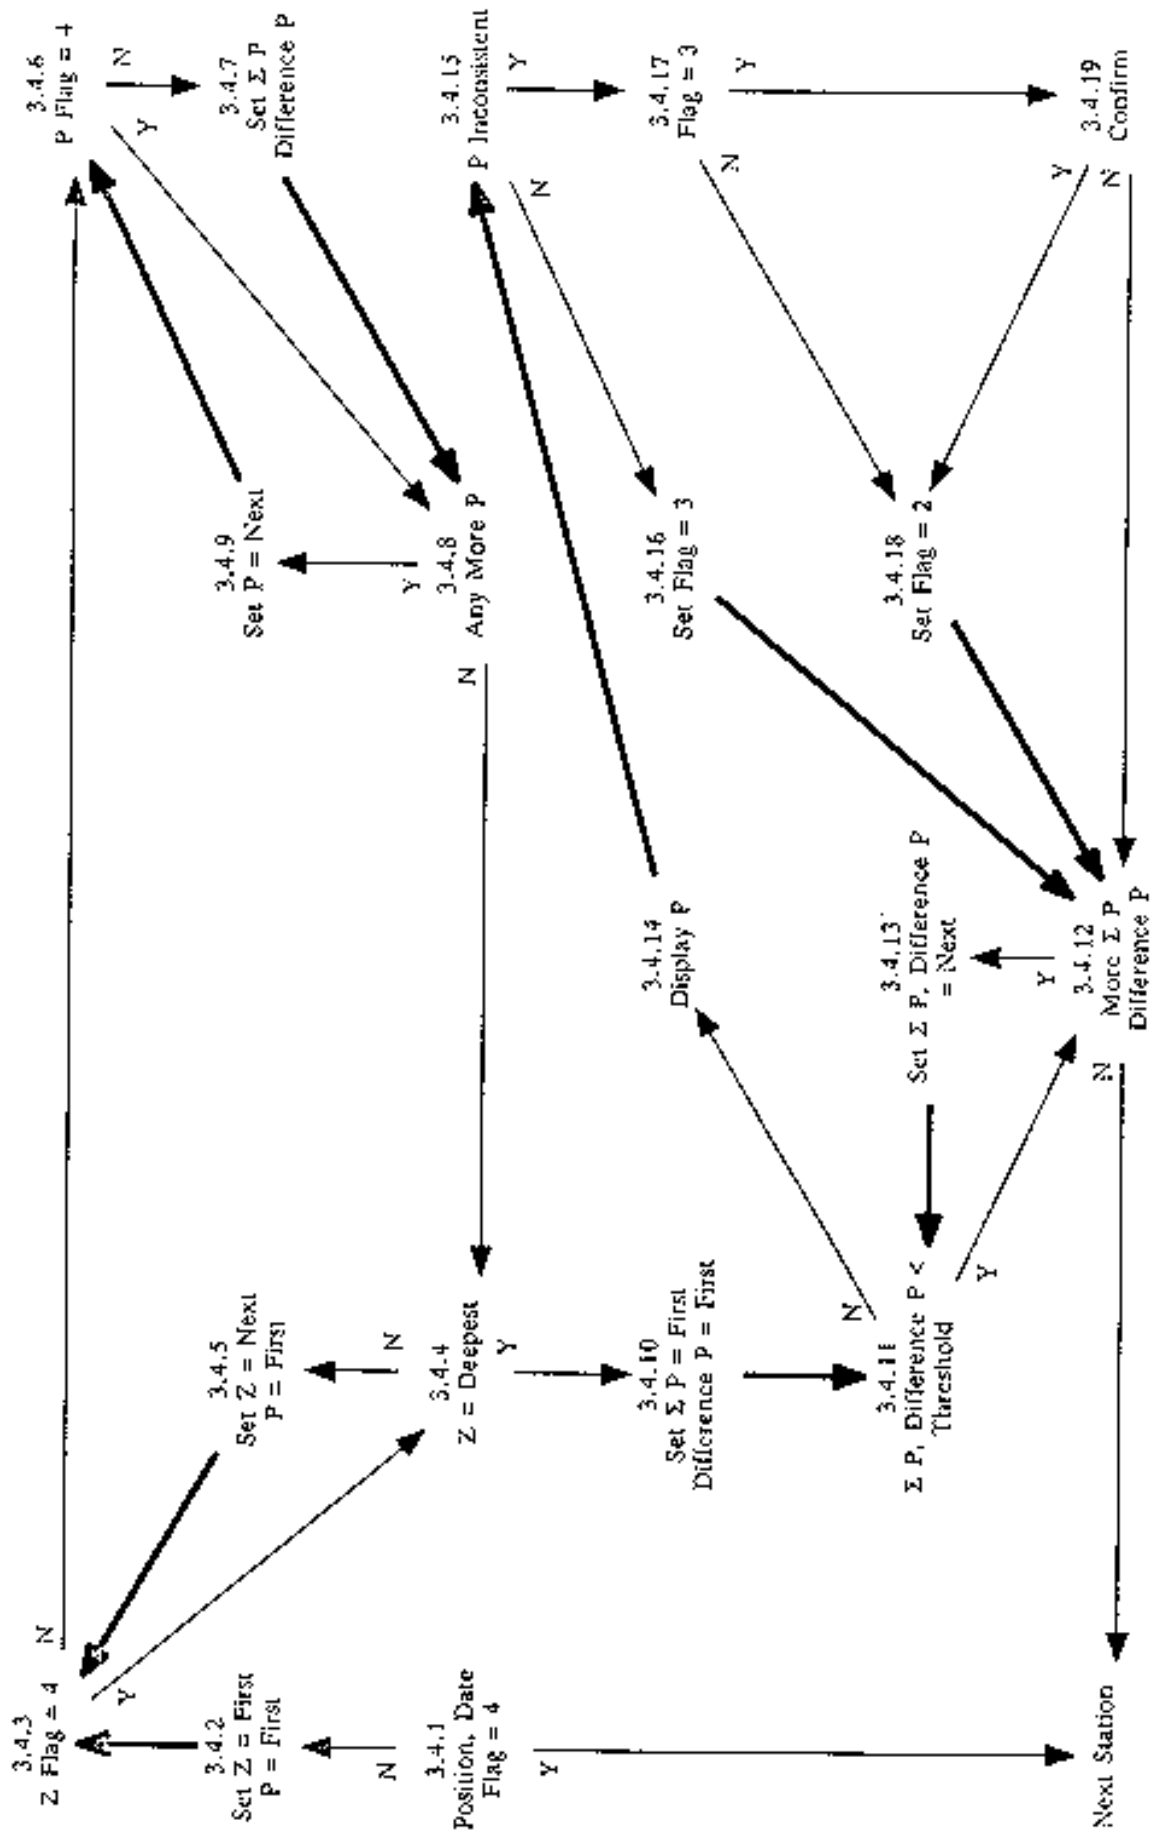 3.4.1
Position, Date
Flag = 4
N
Y
3.4.2
Set Z = First
P = First
3.4.3
Z Flag = 4
N
Y
3.4.4
Z = Deepest
N
Y
3.4.5
Set Z = Next
P = First
3.4.6
P Flag = 4
N
Y
3.4.7
Set Σ P
Difference P
3.4.8
Any More P
Y
N
3.4.9
Set P = Next
3.4.10
Set Σ P = First
Difference P = First
3.4.11
Σ P, Difference P <
Threshold
N
Y
3.4.12
More Σ P
Difference P
Y
N
3.4.13
Set Σ P, Difference P
= Next
3.4.14
Display P
3.4.15
P Inconsistent
Y
N
3.4.16
Set Flag = 3
3.4.17
Flag = 3
Y
N
3.4.18
Set Flag = 2
3.4.19
Confirm
Y
N
Next Station